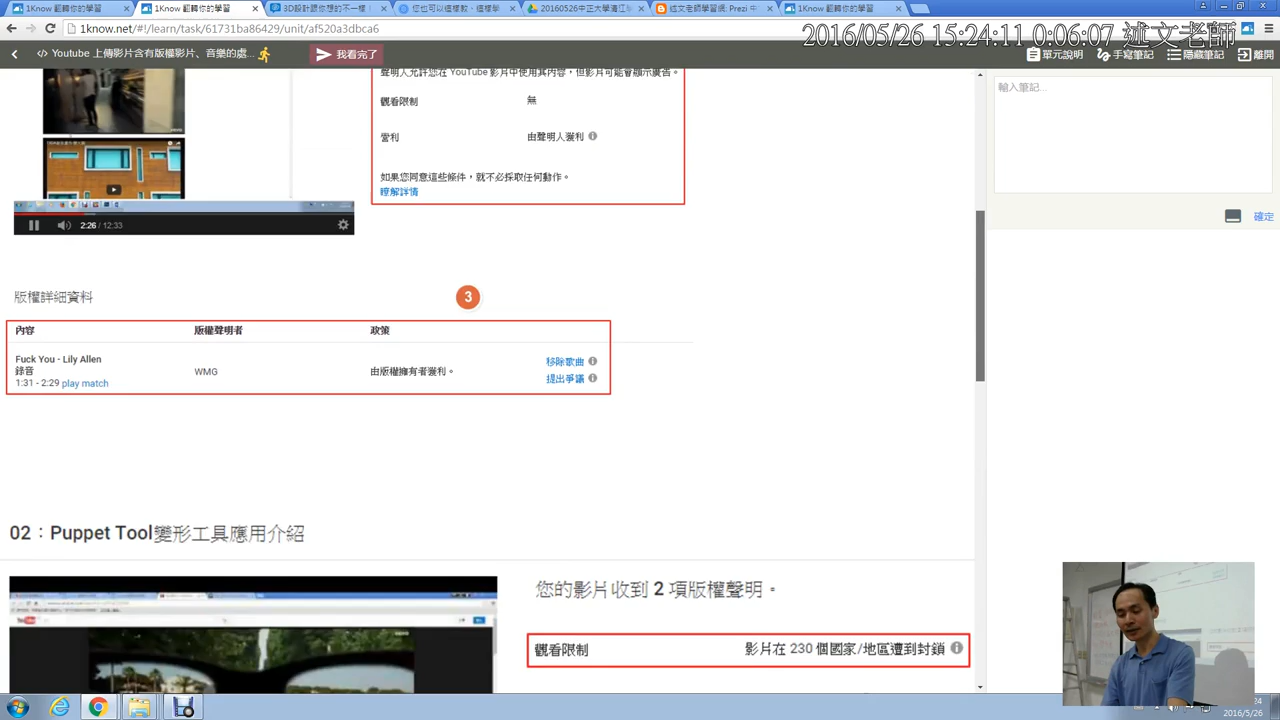 1Know 範轉你的學習
1Know 範轉你的學習
3D設計跟你想的不一樣
您也可以這樣教、這樣學
20160526中正大學清江
述文老師學習網: Prezi 中
1Know 範轉你的學習
1know.net/#!/learn/task/61731ba86429/unit/af520a3dbca6
2016/05/26 15:24:11 0:06:07 述文老師
</> Youtube 上傳影片含有版權影片、音樂的處...
我看完了
單元說明
手寫筆記
隱藏筆記
離開
聲明人允許您在 YouTube 影片中使用其內容，但影片可能會顯示廣告。
觀看限制 無
營利 由聲明人獲利
如果您同意這些條件，就不必採取任何動作。
瞭解詳情
輸入筆記...
確定
2:26 / 12:33
版權詳細資料
3
內容 版權聲明者 政策
Fuck You - Lily Allen
錄音
1:31 - 2:29 play match
WMG
由版權擁有者獲利。
移除歌曲
提出爭議
02：Puppet Tool變形工具應用介紹
您的影片收到 2 項版權聲明。
觀看限制 影片在 230 個國家/地區遭到封鎖
2016/5/26